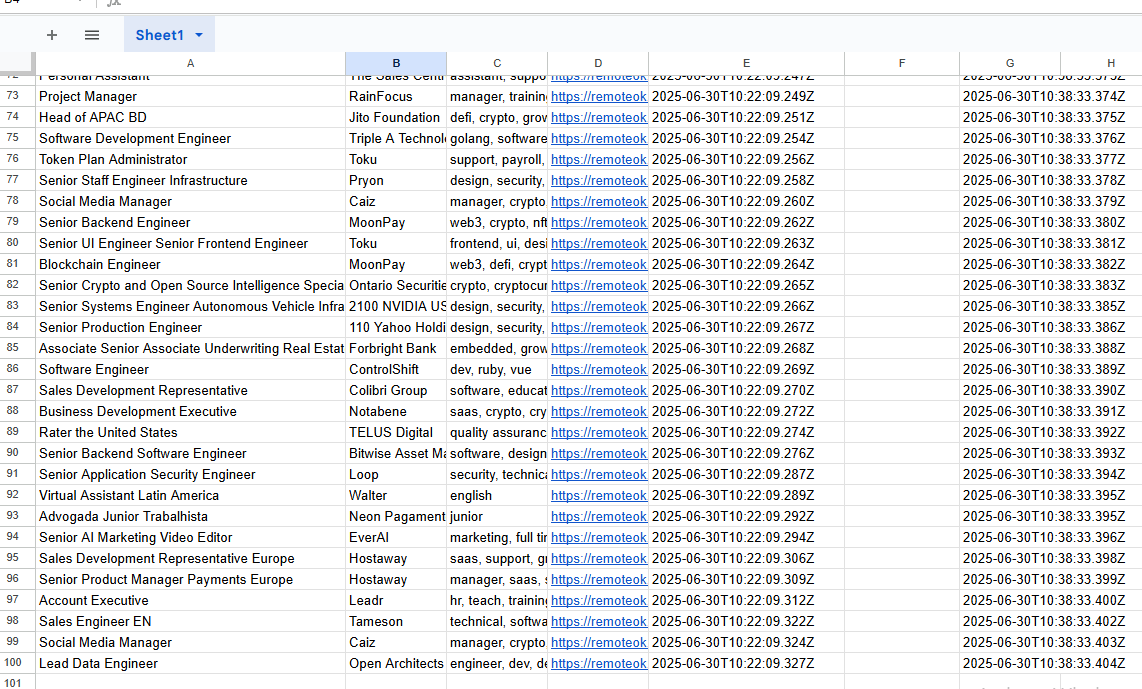 Sheet1
A B C D E F G H
73 Project Manager RainFocus manager, training https://remoteok 2025-06-30T10:22:09.249Z 2025-06-30T10:38:33.374Z
74 Head of APAC BD Jito Foundation defi, crypto, grow https://remoteok 2025-06-30T10:22:09.251Z 2025-06-30T10:38:33.375Z
75 Software Development Engineer Triple A Technol golang, software https://remoteok 2025-06-30T10:22:09.254Z 2025-06-30T10:38:33.376Z
76 Token Plan Administrator Toku support, payroll, https://remoteok 2025-06-30T10:22:09.256Z 2025-06-30T10:38:33.377Z
77 Senior Staff Engineer Infrastructure Pryon design, security, https://remoteok 2025-06-30T10:22:09.258Z 2025-06-30T10:38:33.378Z
78 Social Media Manager Caiz manager, crypto https://remoteok 2025-06-30T10:22:09.260Z 2025-06-30T10:38:33.379Z
79 Senior Backend Engineer MoonPay web3, crypto, nft https://remoteok 2025-06-30T10:22:09.262Z 2025-06-30T10:38:33.380Z
80 Senior UI Engineer Senior Frontend Engineer Toku frontend, ui, desi https://remoteok 2025-06-30T10:22:09.263Z 2025-06-30T10:38:33.381Z
81 Blockchain Engineer MoonPay web3, defi, crypt https://remoteok 2025-06-30T10:22:09.264Z 2025-06-30T10:38:33.382Z
82 Senior Crypto and Open Source Intelligence Specia Ontario Securitie crypto, cryptocur https://remoteok 2025-06-30T10:22:09.265Z 2025-06-30T10:38:33.383Z
83 Senior Systems Engineer Autonomous Vehicle Infra 2100 NVIDIA US design, security, https://remoteok 2025-06-30T10:22:09.266Z 2025-06-30T10:38:33.385Z
84 Senior Production Engineer 110 Yahoo Holdi design, security, https://remoteok 2025-06-30T10:22:09.267Z 2025-06-30T10:38:33.386Z
85 Associate Senior Associate Underwriting Real Estat Forbright Bank embedded, grow https://remoteok 2025-06-30T10:22:09.268Z 2025-06-30T10:38:33.388Z
86 Software Engineer ControlShift dev, ruby, vue https://remoteok 2025-06-30T10:22:09.269Z 2025-06-30T10:38:33.389Z
87 Sales Development Representative Colibri Group software, educat https://remoteok 2025-06-30T10:22:09.270Z 2025-06-30T10:38:33.390Z
88 Business Development Executive Notabene saas, crypto, cry https://remoteok 2025-06-30T10:22:09.272Z 2025-06-30T10:38:33.391Z
89 Rater the United States TELUS Digital quality assuranc https://remoteok 2025-06-30T10:22:09.274Z 2025-06-30T10:38:33.392Z
90 Senior Backend Software Engineer Bitwise Asset Ma software, design https://remoteok 2025-06-30T10:22:09.276Z 2025-06-30T10:38:33.393Z
91 Senior Application Security Engineer Loop security, technica https://remoteok 2025-06-30T10:22:09.287Z 2025-06-30T10:38:33.394Z
92 Virtual Assistant Latin America Walter english https://remoteok 2025-06-30T10:22:09.289Z 2025-06-30T10:38:33.395Z
93 Advogada Junior Trabalhista Neon Pagament junior https://remoteok 2025-06-30T10:22:09.292Z 2025-06-30T10:38:33.395Z
94 Senior AI Marketing Video Editor EverAI marketing, full tir https://remoteok 2025-06-30T10:22:09.294Z 2025-06-30T10:38:33.396Z
95 Sales Development Representative Europe Hostaway saas, support, g https://remoteok 2025-06-30T10:22:09.306Z 2025-06-30T10:38:33.398Z
96 Senior Product Manager Payments Europe Hostaway manager, saas, https://remoteok 2025-06-30T10:22:09.309Z 2025-06-30T10:38:33.399Z
97 Account Executive Leadr hr, teach, training https://remoteok 2025-06-30T10:22:09.312Z 2025-06-30T10:38:33.400Z
98 Sales Engineer EN Tameson technical, softwa https://remoteok 2025-06-30T10:22:09.322Z 2025-06-30T10:38:33.402Z
99 Social Media Manager Caiz manager, crypto https://remoteok 2025-06-30T10:22:09.324Z 2025-06-30T10:38:33.403Z
100 Lead Data Engineer Open Architects engineer, dev, de https://remoteok 2025-06-30T10:22:09.327Z 2025-06-30T10:38:33.404Z
101